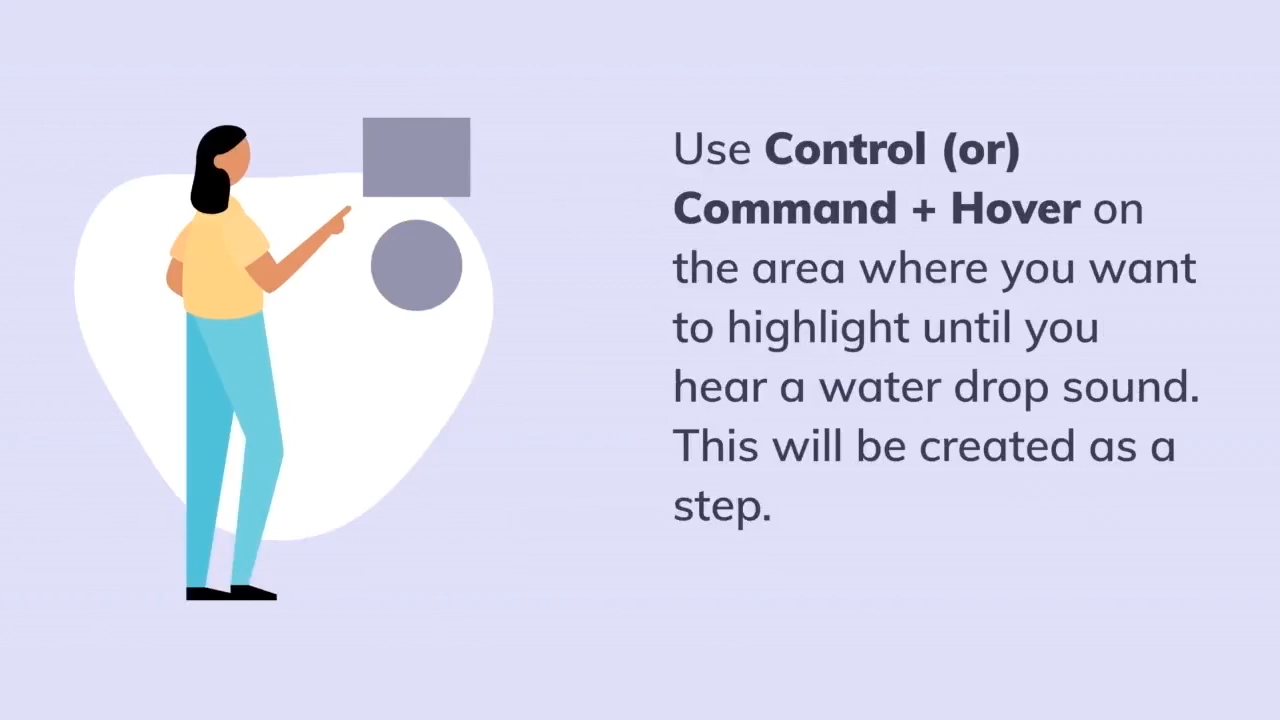 Use Control (or)
Command + Hover on
the area where you want
to highlight until you
hear a water drop sound.
This will be created as a
step.